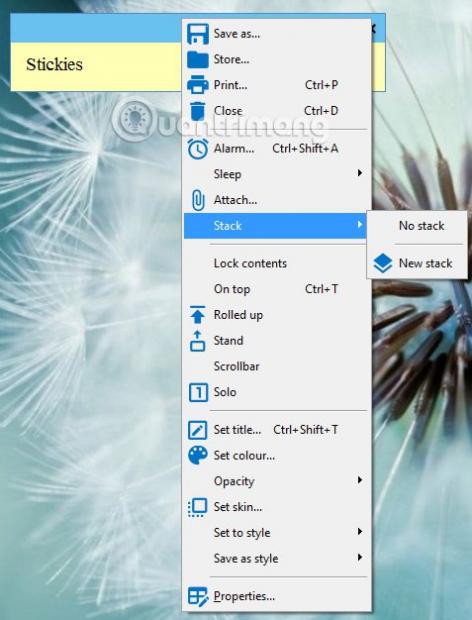 Stickies
Save as...
Store...
Print... Ctrl+P
Close Ctrl+D
Quantrimang
Alarm... Ctrl+Shift+A
Sleep
Attach...
Stack
No stack
New stack
Lock contents
On top Ctrl+T
Rolled up
Stand
Scrollbar
1 Solo
Set title... Ctrl+Shift+T
Set colour...
Opacity
Set skin...
Set to style
Save as style
Properties...